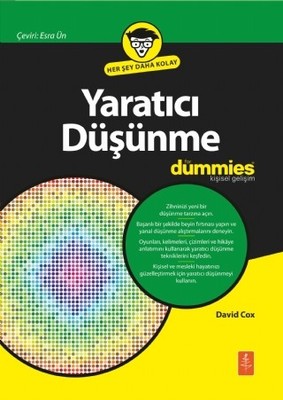 Çeviri: Esra Ün
HER ŞEY DAHA KOLAY
Yaratıcı
Düşünme
for
dummies
kişisel gelişim
Zihninizi yeni bir
düşünme tarzına açın.
Başarılı bir şekilde beyin fırtınası yapın ve
yanal düşünme alıştırmalarını deneyin.
Oyunları, kelimeleri, çizimleri ve hikâye
anlatımını kullanarak yaratıcı düşünme
tekniklerini keşfedin.
Kişisel ve mesleki hayatınızı
güzelleştirmek için yaratıcı düşünmeyi
kullanın.
David Cox